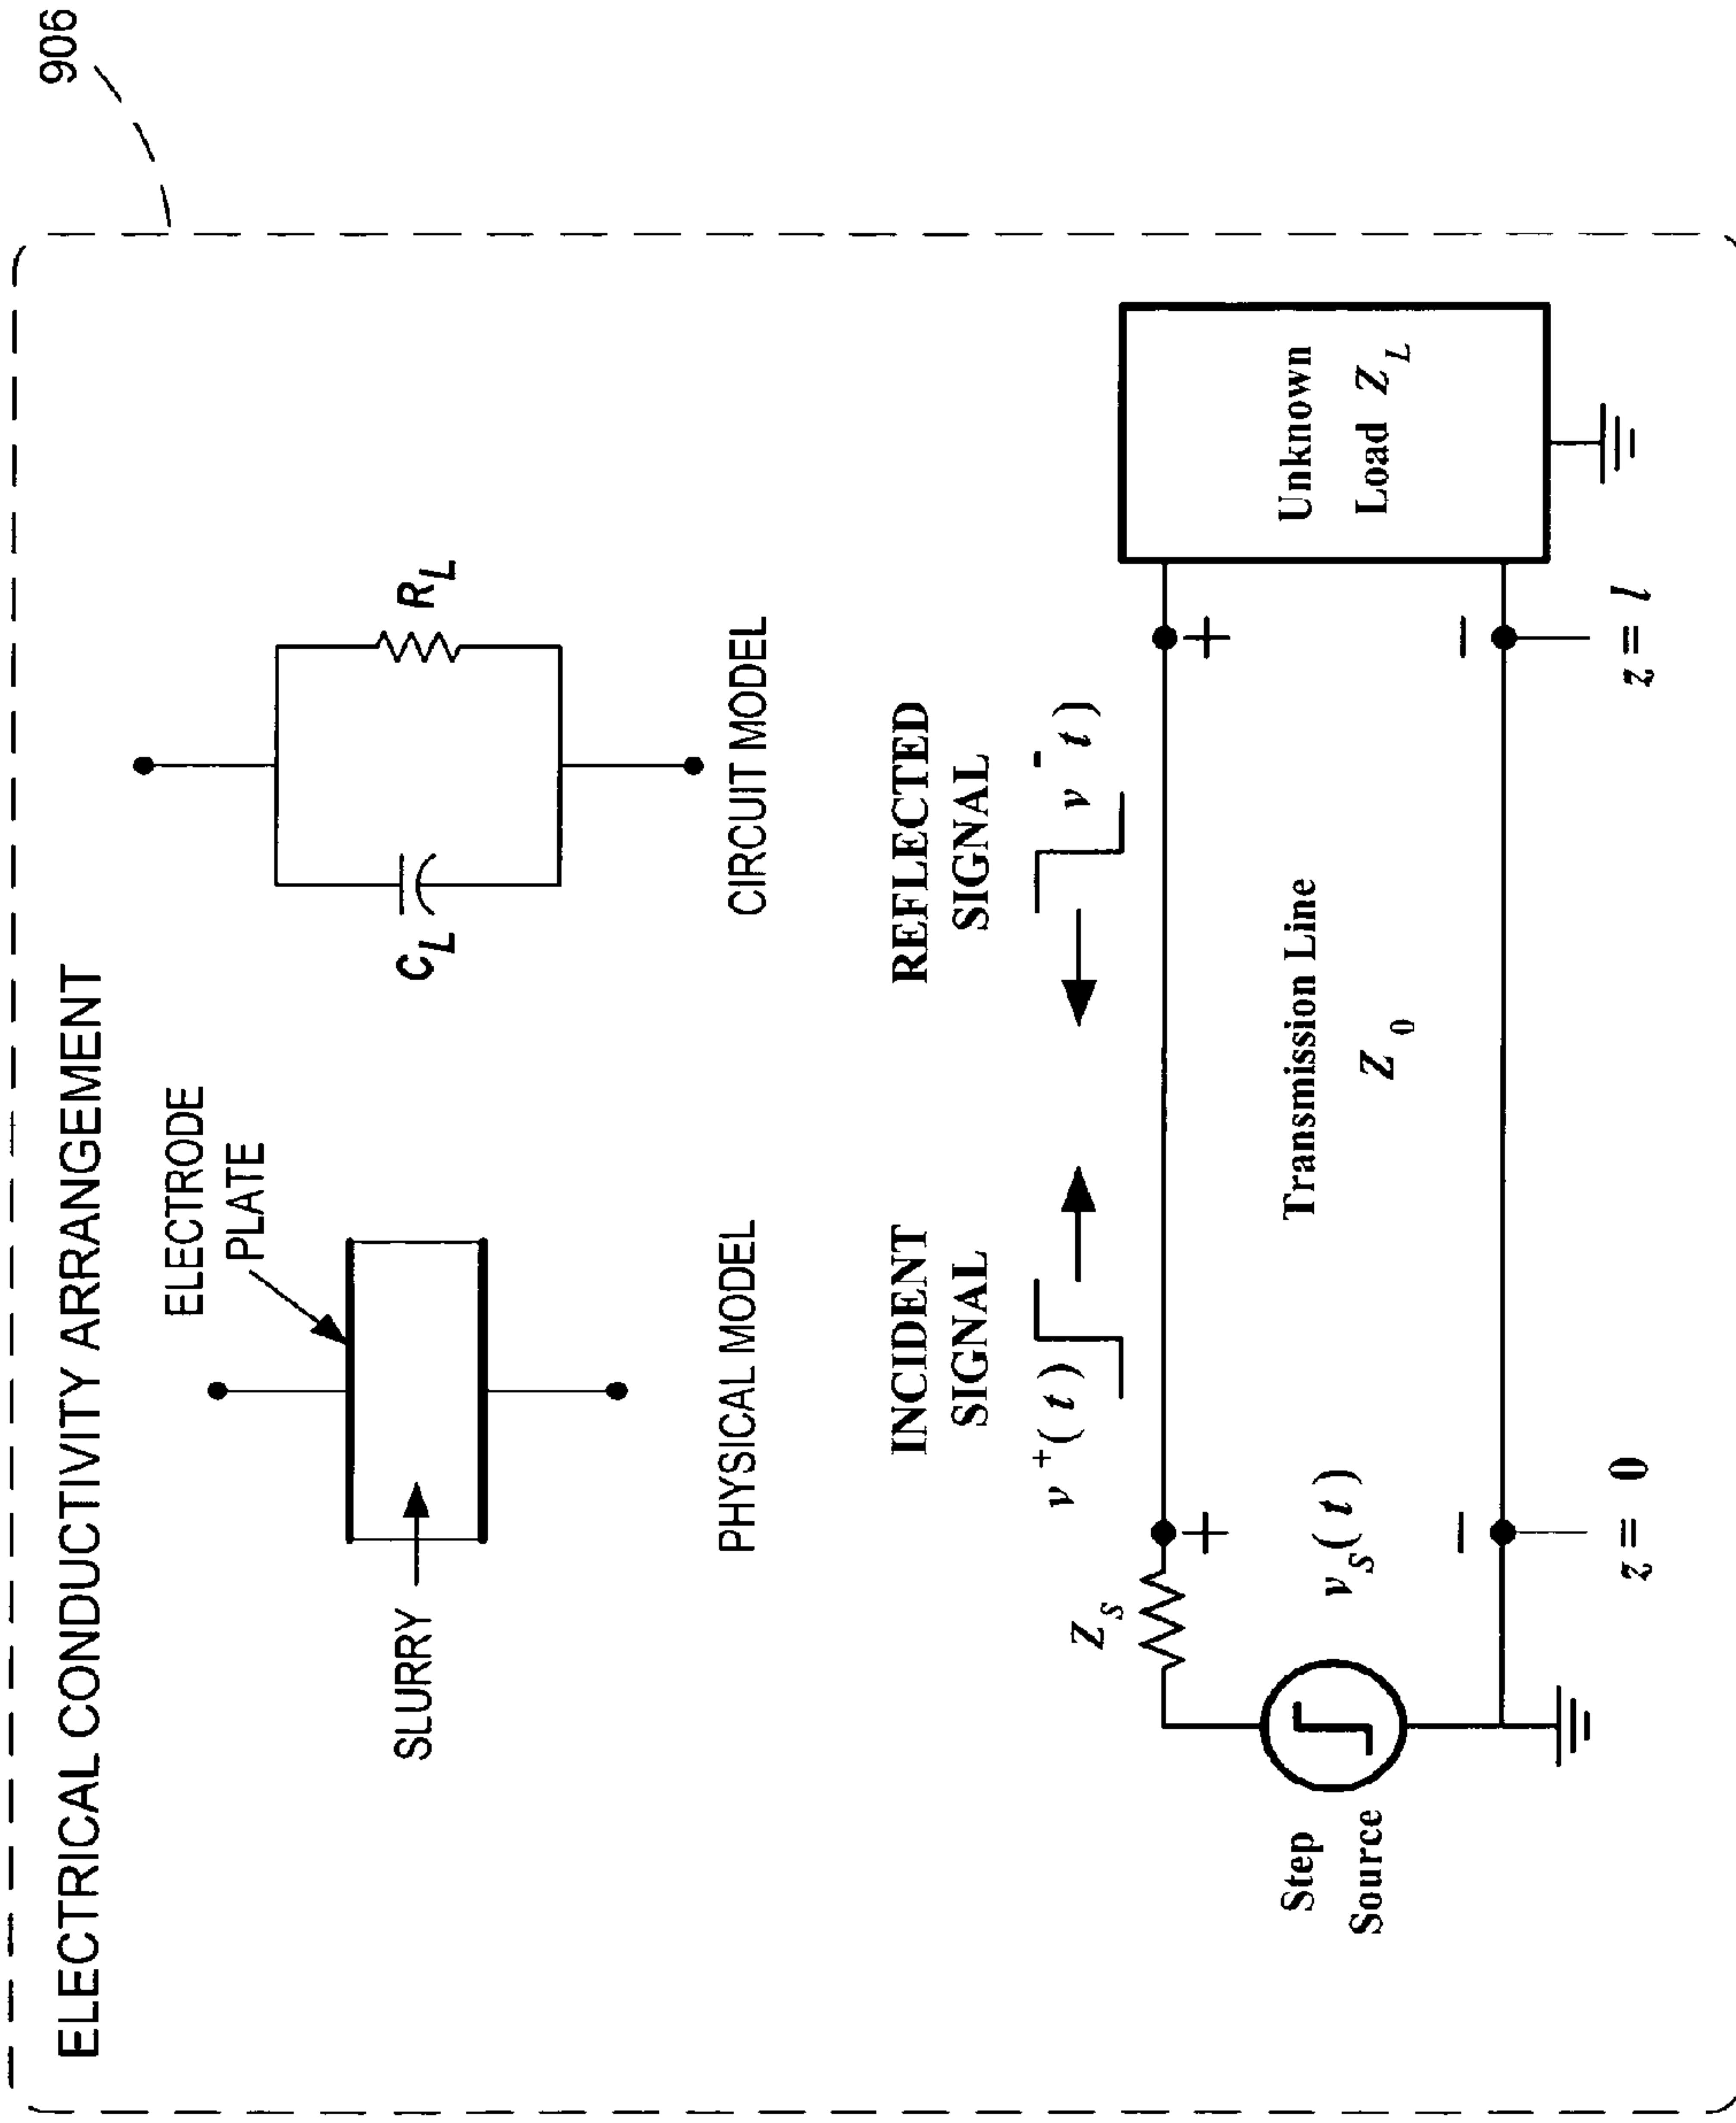 906
ELECTRICAL CONDUCTIVITY ARRANGEMENT
ELECTRODE
PLATE
SLURRY
PHYSICAL MODEL
C_L
R_L
CIRCUIT MODEL
INCIDENT
SIGNAL
v^+(t)
REFLECTED
SIGNAL
v^- t)
Z_s
+
+
Step
Source
v_s(t)
Transmission Line
Z_0
Unknown
Load Z_L
−
−
z = 0
z = l